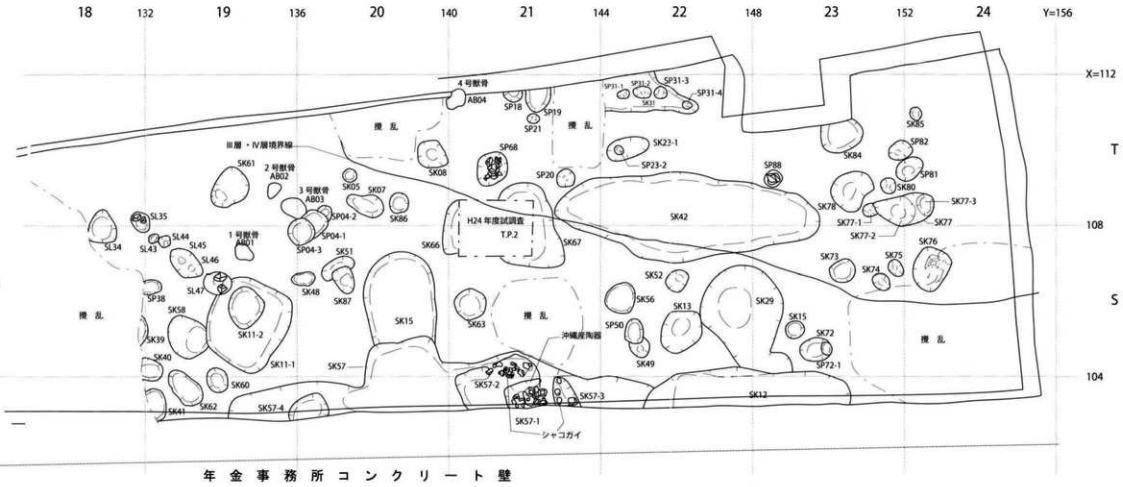 18 132 19 136 20 140 21 144 22 148 23 152 24 Y=156
X=112
4号獣骨
AB04
SP18
SP19
SP21
SP31-1
SP31-2
SP31-3
SK31
SP31-4
攪乱
攪乱
Ⅲ層・Ⅳ層境界線
SK85
SK84
SP82
T
SK23-1
SP23-2
SP68
SK08
SP20
SP88
SP81
SK80
SK61
2号獣骨
AB02
3号獣骨
AB03
SK05
SK07
SK86
SP04-2
SP04-1
SP04-3
SK78
SK77-1
SK77-3
SK77
SK77-2
H24年度試調査
T.P.2
SK42
SK66
SK67
108
SL35
SL34
SL44
SL43
SL45
SL46
1号獣骨
AB01
SL47
SK51
SK48
SK87
SK76
SK75
SK73
SK74
SK52
SP38
SK58
SK11-2
SK15
SK63
攪乱
SK56
SK13
SK29
S
攪乱
SK39
SK11-1
SP50
SK49
沖縄産陶器
SK15
SK72
SP72-1
攪乱
SK40
SK60
SK57
SK57-2
104
SK41
SK62
SK57-4
SK57-1
SK57-3
SK12
シャコガイ
年金事務所コンクリート壁